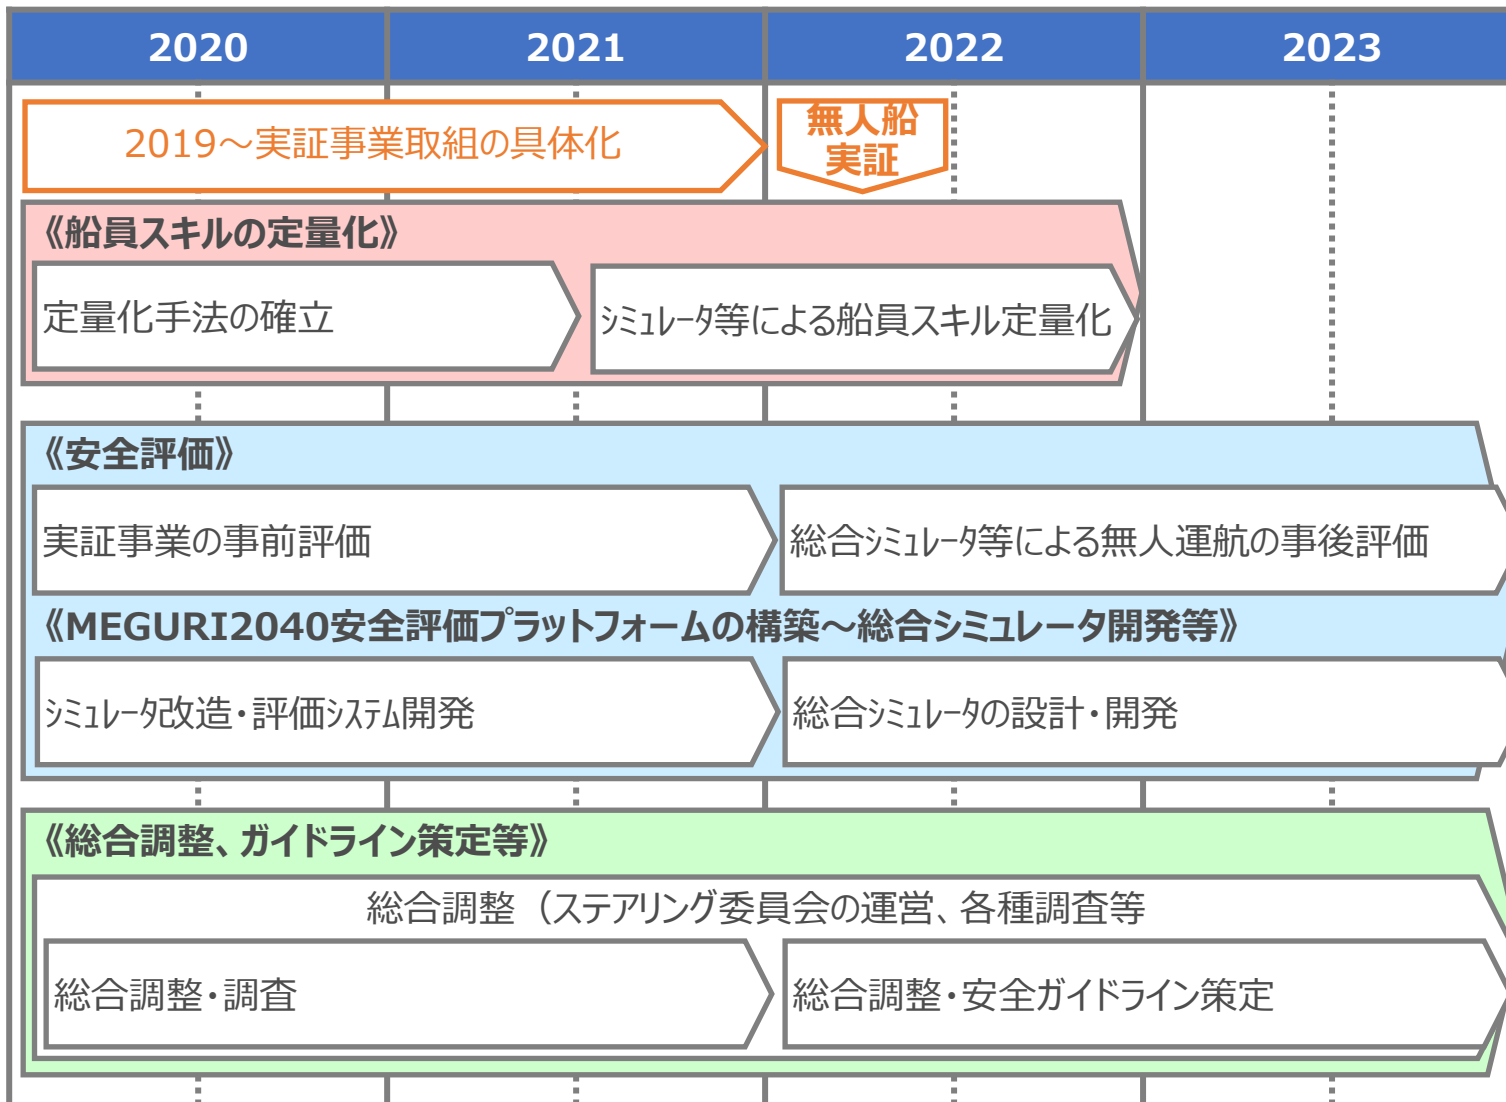 2020 2021 2022 2023
2019～実証事業取組の具体化
無人船
実証
《船員スキルの定量化》
定量化手法の確立
ｼﾐｭﾚｰﾀ等による船員スキル定量化
《安全評価》
実証事業の事前評価
総合ｼﾐｭﾚｰﾀ等による無人運航の事後評価
《MEGURI2040安全評価プラットフォームの構築～総合シミュレータ開発等》
ｼﾐｭﾚｰﾀ改造・評価ｼｽﾃﾑ開発
総合ｼﾐｭﾚｰﾀの設計・開発
《総合調整、ガイドライン策定等》
総合調整（ステアリング委員会の運営、各種調査等
総合調整・調査
総合調整・安全ガイドライン策定